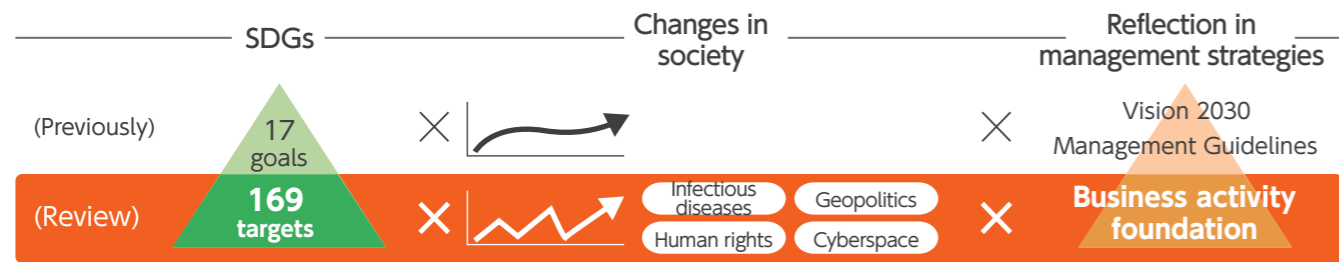 SDGs
Changes in
society
Reflection in
management strategies
(Previously)
17
goals
Vision 2030
Management Guidelines
(Review)
169
targets
Infectious
diseases
Geopolitics
Human rights
Cyberspace
Business activity
foundation